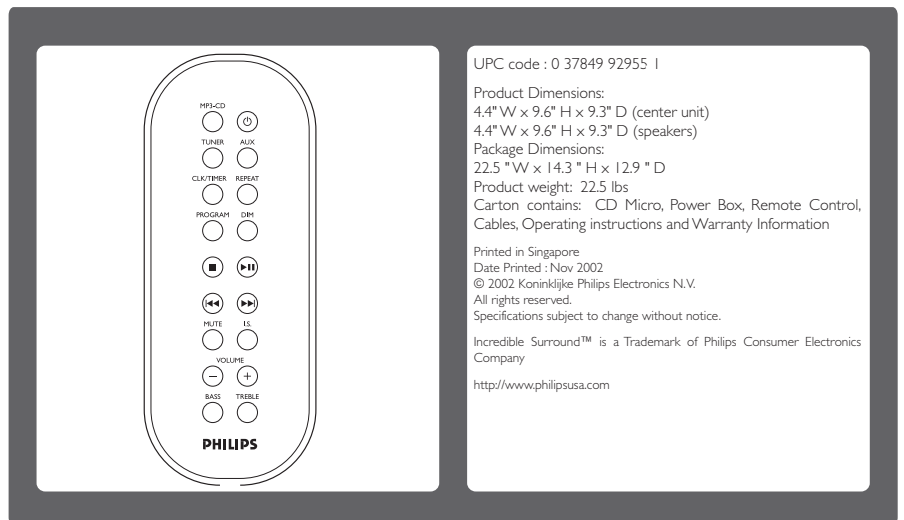 MP3-CD
TUNER AUX
CLK/TIMER REPEAT
PROGRAM DIM
MUTE I.S.
VOLUME
BASS TREBLE
PHILIPS
UPC code : 0 37849 92955 1
Product Dimensions:
4.4" W x 9.6" H x 9.3" D (center unit)
4.4" W x 9.6" H x 9.3" D (speakers)
Package Dimensions:
22.5 " W x 14.3 " H x 12.9 " D
Product weight: 22.5 lbs
Carton contains: CD Micro, Power Box, Remote Control,
Cables, Operating instructions and Warranty Information
Printed in Singapore
Date Printed : Nov 2002
© 2002 Koninklijke Philips Electronics N.V.
All rights reserved.
Specifications subject to change without notice.
Incredible Surround™ is a Trademark of Philips Consumer Electronics
Company
http://www.philipsusa.com